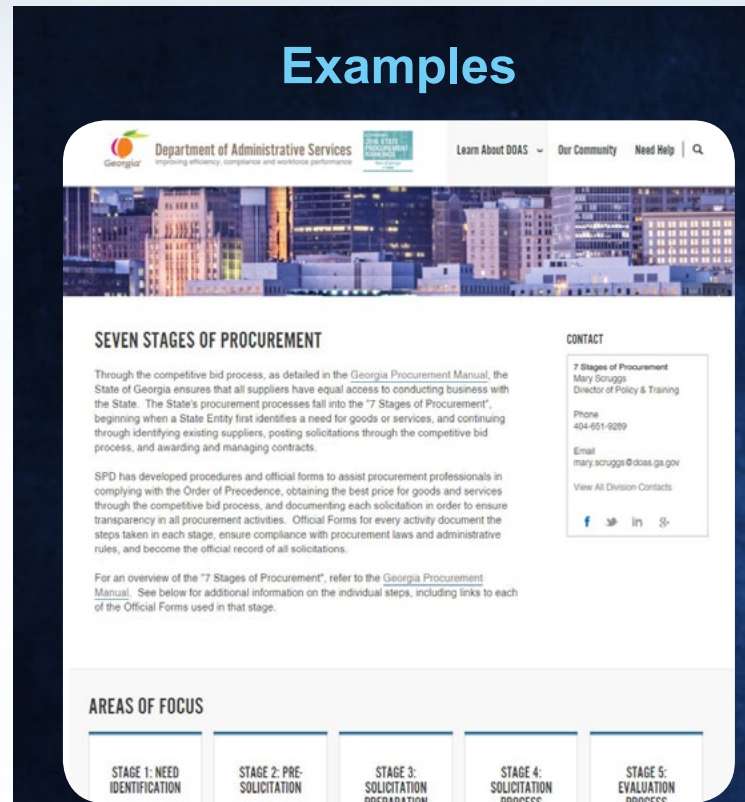 Examples
Georgia
Department of Administrative Services
Improving efficiency, compliance and workforce performance
2016 STATE
PROCUREMENT
RANKINGS
Learn About DOAS
Our Community
Need Help
SEVEN STAGES OF PROCUREMENT
Through the competitive bid process, as detailed in the Georgia Procurement Manual, the
State of Georgia ensures that all suppliers have equal access to conducting business with
the State. The State's procurement processes fall into the "7 Stages of Procurement",
beginning when a State Entity first identifies a need for goods or services, and continuing
through identifying existing suppliers, posting solicitations through the competitive bid
process, and awarding and managing contracts.
SPD has developed procedures and official forms to assist procurement professionals in
complying with the Order of Precedence, obtaining the best price for goods and services
through the competitive bid process, and documenting each solicitation in order to ensure
transparency in all procurement activities. Official Forms for every activity document the
steps taken in each stage, ensure compliance with procurement laws and administrative
rules, and become the official record of all solicitations.
For an overview of the "7 Stages of Procurement", refer to the Georgia Procurement
Manual. See below for additional information on the individual steps, including links to each
of the Official Forms used in that stage.
CONTACT
7 Stages of Procurement
Mary Scruggs
Director of Policy & Training
Phone
404-651-9289
Email
mary.scruggs@doas.ga.gov
View All Division Contacts
AREAS OF FOCUS
STAGE 1: NEED
IDENTIFICATION
STAGE 2: PRE-
SOLICITATION
STAGE 3:
SOLICITATION
PREPARATION
STAGE 4:
SOLICITATION
PROCESS
STAGE 5:
EVALUATION
PROCESS